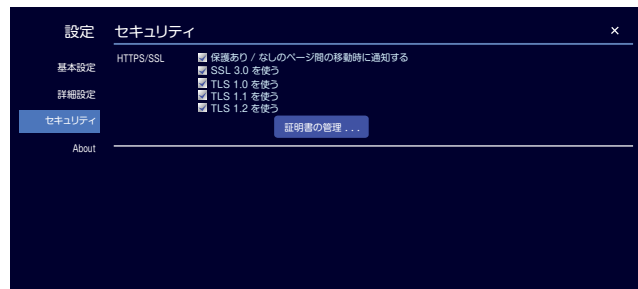 設定
セキュリティ ×
基本設定
詳細設定
セキュリティ
About
HTTPS/SSL
保護あり / なしのページ間の移動時に通知する
SSL 3.0 を使う
TLS 1.0 を使う
TLS 1.1 を使う
TLS 1.2 を使う
証明書の管理 . . .